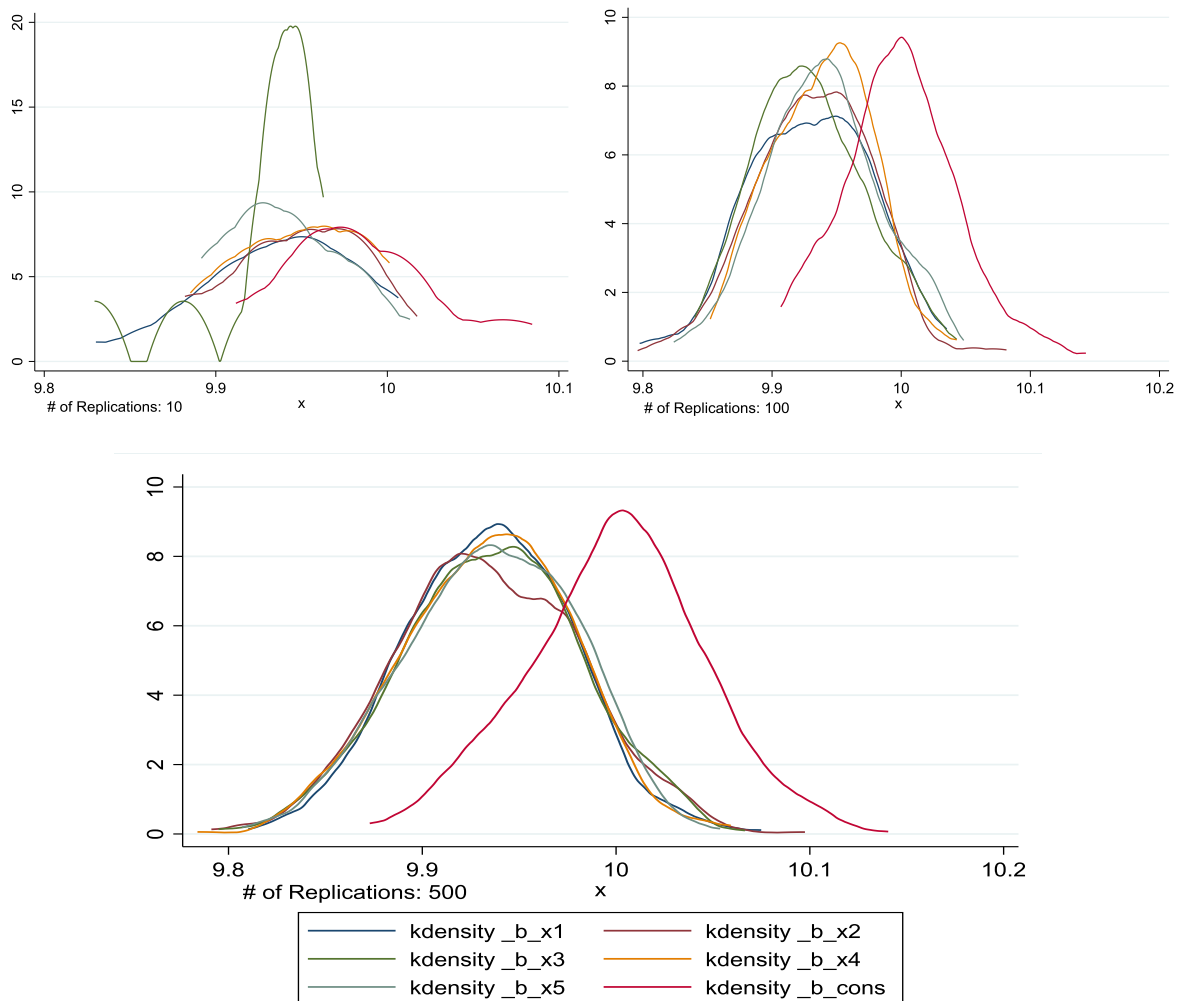 20
15
10
5
0
9.8 9.9 10 10.1
# of Replications: 10 x
10
8
6
4
2
0
9.8 9.9 10 10.1 10.2
# of Replications: 100 x
10
8
6
4
2
0
9.8 9.9 10 10.1 10.2
# of Replications: 500 x
kdensity _b_x1 kdensity _b_x2
kdensity _b_x3 kdensity _b_x4
kdensity _b_x5 kdensity _b_cons